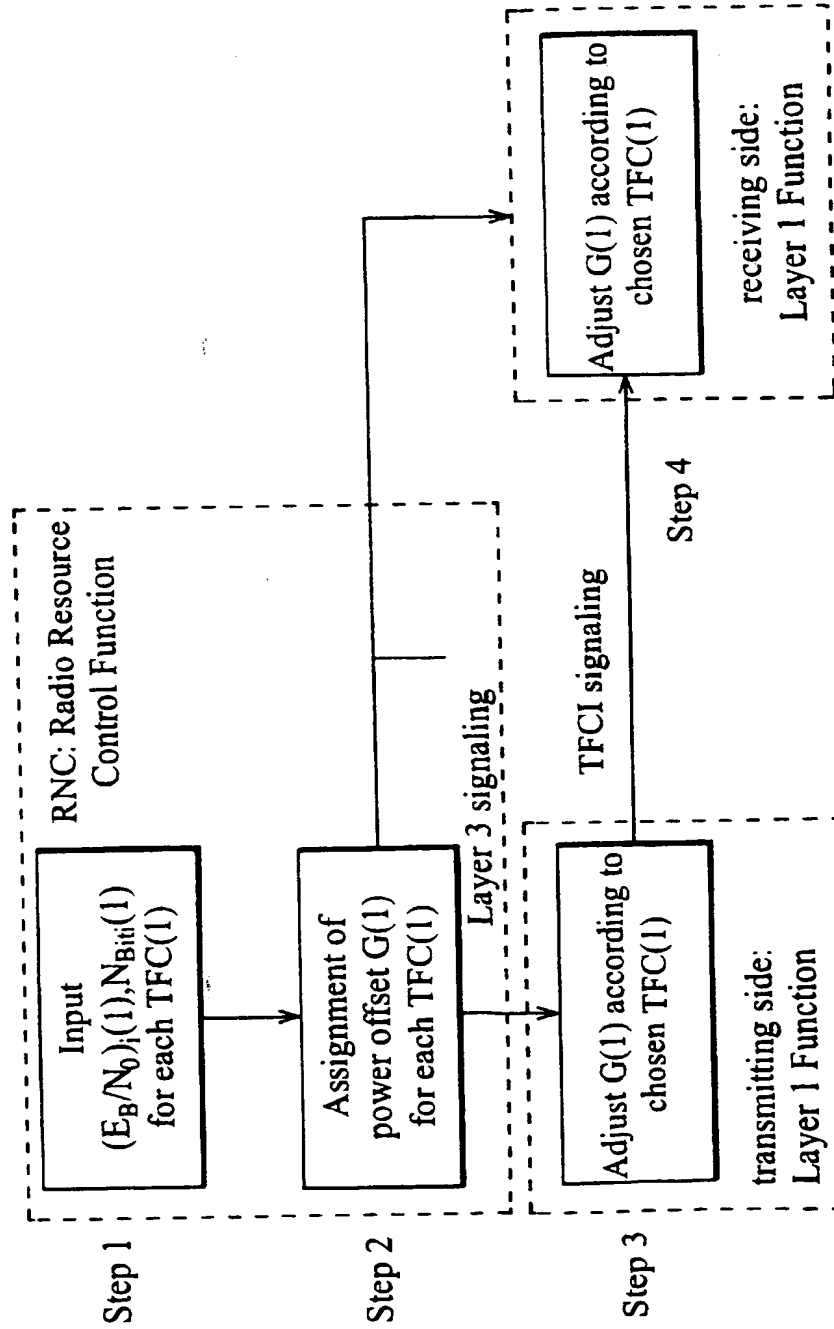 Step 1
Input
(E_B/N_0)_i(1),N_Biti(1)
for each TFC(1)
RNC: Radio Resource
Control Function
Step 2
Assignment of
power offset G(1)
for each TFC(1)
Layer 3 signaling
Step 3
Adjust G(1) according to
chosen TFC(1)
transmitting side:
Layer 1 Function
TFCI signaling
Step 4
Adjust G(1) according to
chosen TFC(1)
receiving side:
Layer 1 Function